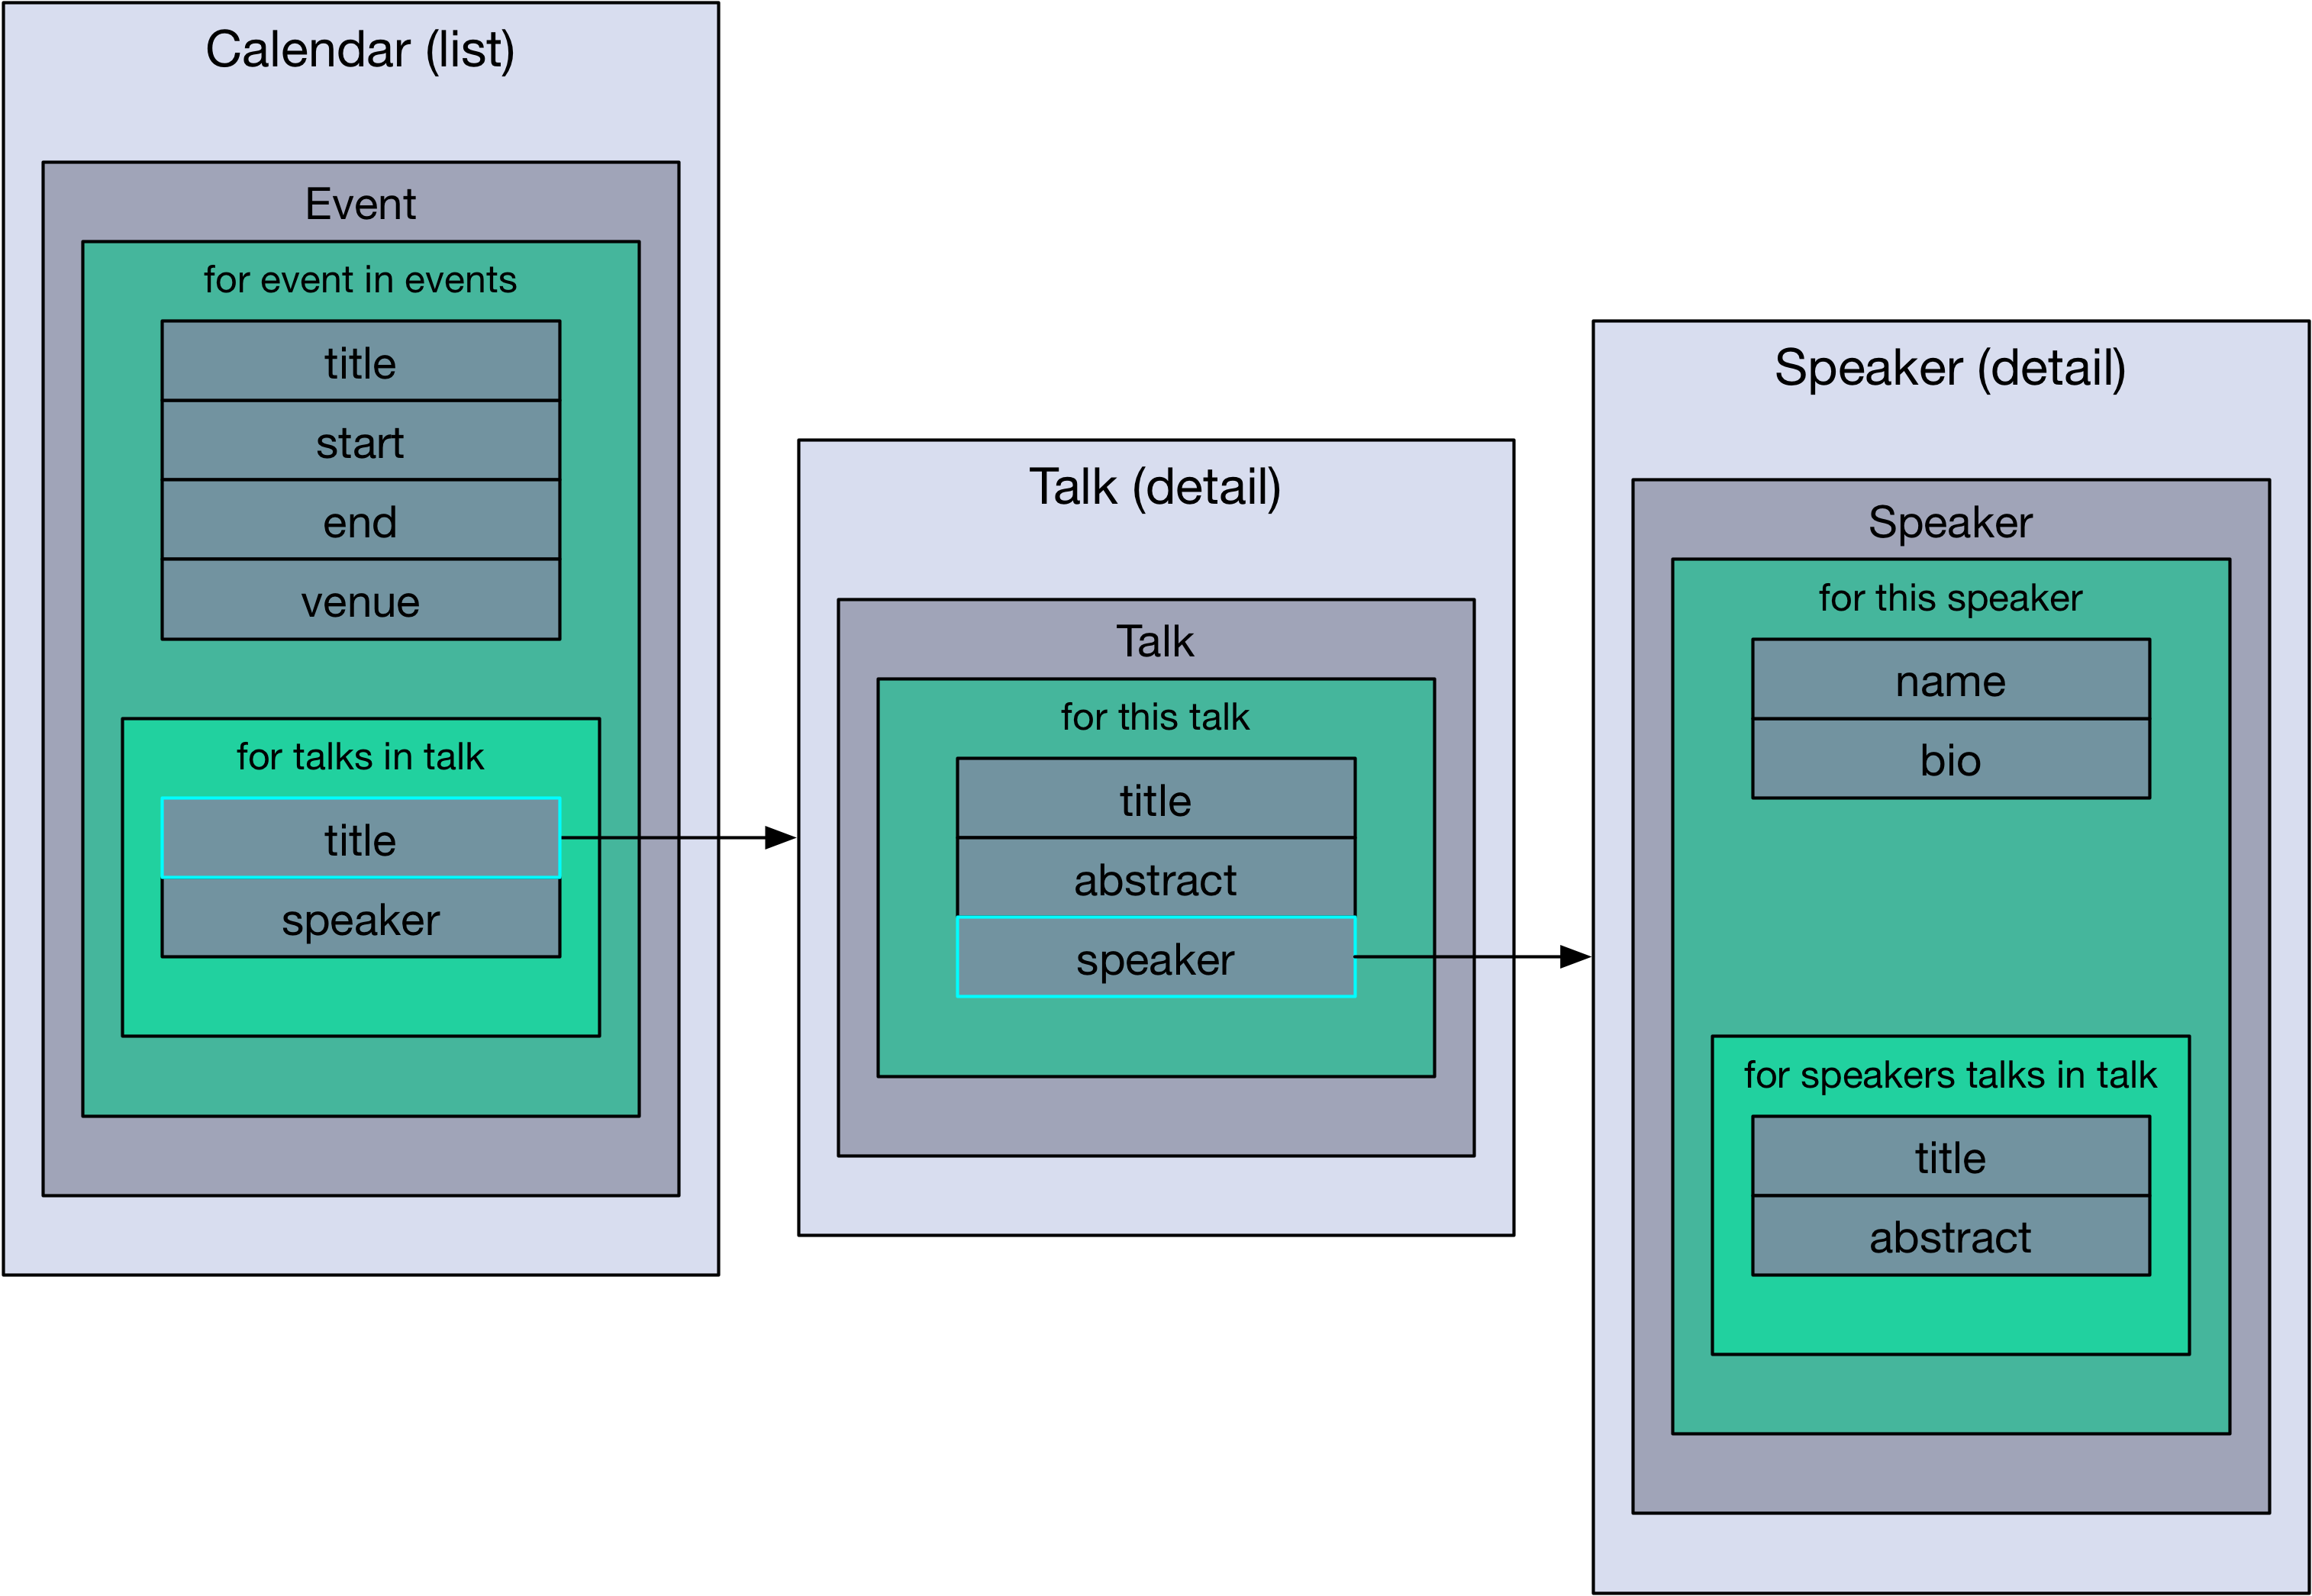 Calendar (list)
Event
for event in events
title
start
end
venue
for talks in talk
title
speaker
Talk (detail)
Talk
for this talk
title
abstract
speaker
Speaker (detail)
Speaker
for this speaker
name
bio
for speakers talks in talk
title
abstract